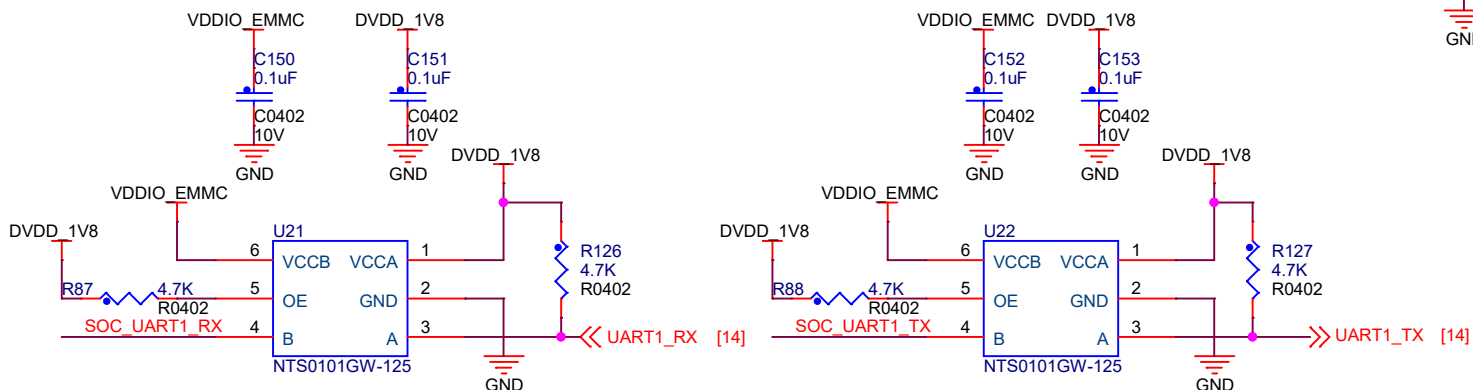 VDDIO_EMMC
C150
0.1uF
C0402
10V
GND
DVDD_1V8
C151
0.1uF
C0402
10V
GND
DVDD_1V8
VDDIO_EMMC
DVDD_1V8
R87
4.7K
R0402
SOC_UART1_RX
U21
6 VCCB VCCA 1
5 OE GND 2
4 B A 3
NTS0101GW-125
R126
4.7K
R0402
UART1_RX [14]
GND
VDDIO_EMMC
C152
0.1uF
C0402
10V
GND
DVDD_1V8
C153
0.1uF
C0402
10V
GND
DVDD_1V8
VDDIO_EMMC
DVDD_1V8
R88
4.7K
R0402
SOC_UART1_TX
U22
6 VCCB VCCA 1
5 OE GND 2
4 B A 3
NTS0101GW-125
R127
4.7K
R0402
UART1_TX [14]
GND